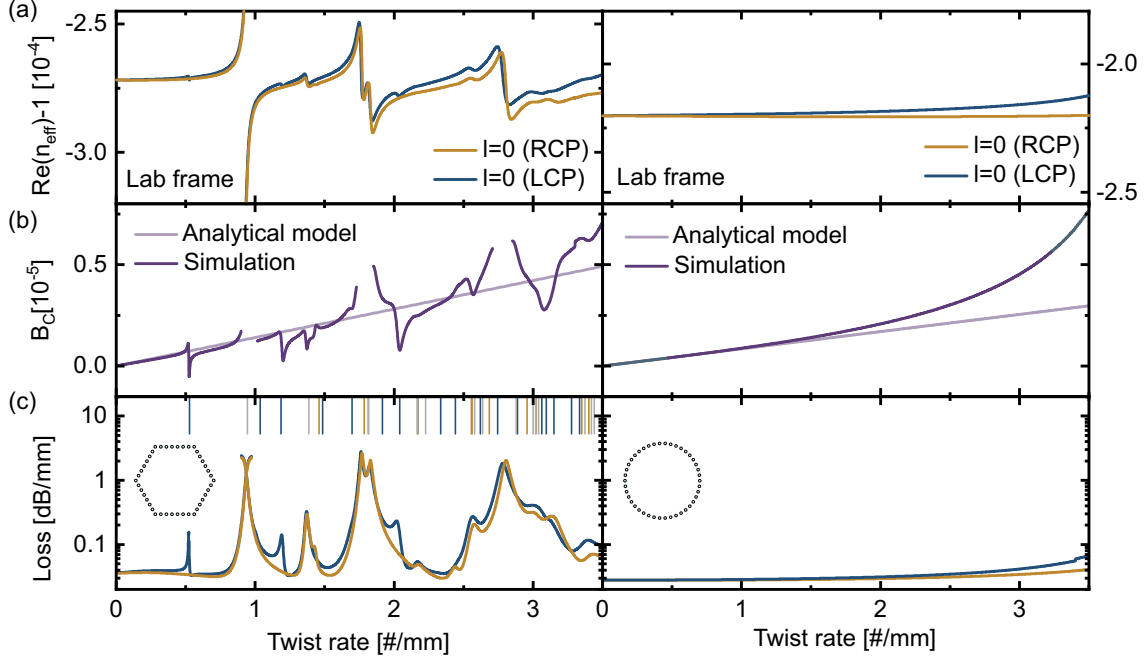 (a)
Re(n_eff)-1 [10^-4]
-2.5
-3.0
l=0 (RCP)
l=0 (LCP)
Lab frame
l=0 (RCP)
l=0 (LCP)
Lab frame
-2.0
-2.5
(b)
B_C[10^-5]
0.5
0.0
Analytical model
Simulation
Analytical model
Simulation
(c)
Loss [dB/mm]
10
1
0.1
0
1
2
3
0
1
2
3
Twist rate [#/mm]
Twist rate [#/mm]